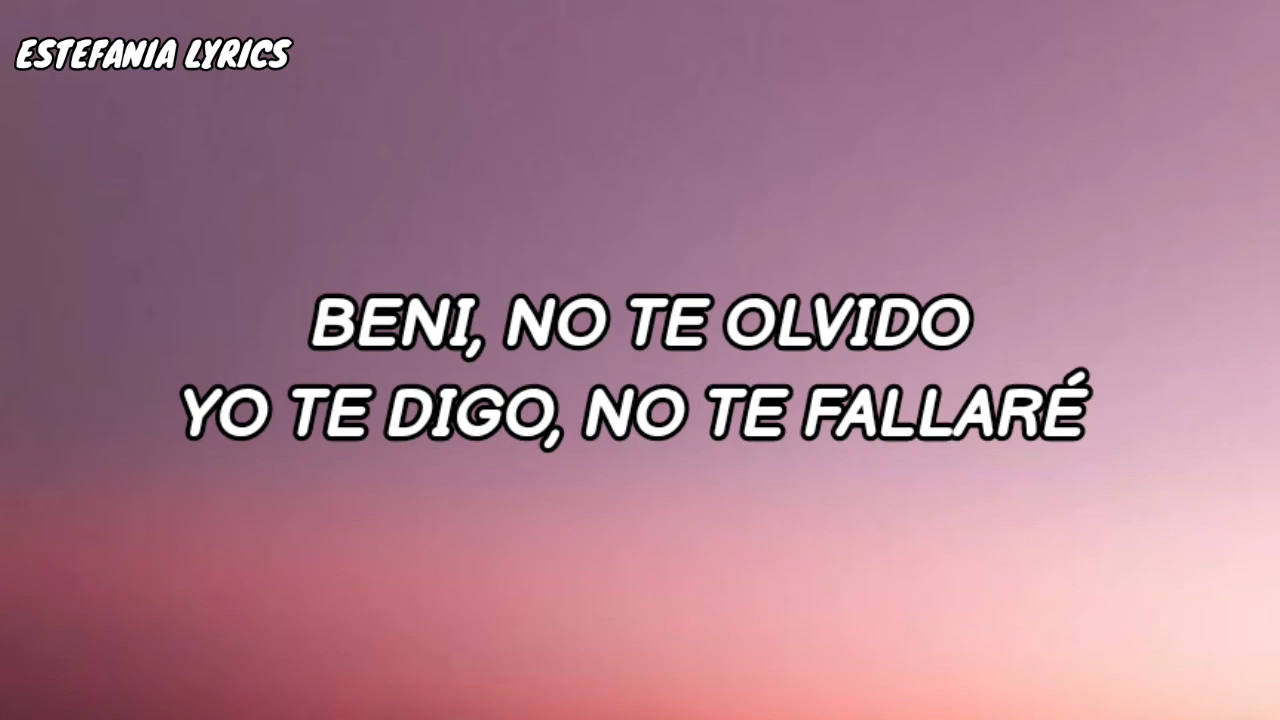 ESTEFANIA LYRICS
BENI, NO TE OLVIDO
YO TE DIGO, NO TE FALLARÉ